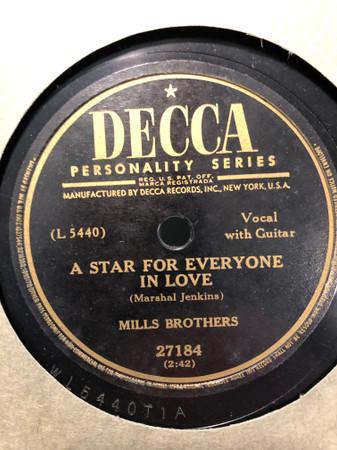 DECCA
PERSONALITY SERIES
REG. U.S. PAT. OFF.
MARCA REGISTRADA
MANUFACTURED BY DECCA RECORDS, INC., NEW YORK, U.S.A.
(L 5440)
Vocal
with Guitar
A STAR FOR EVERYONE
IN LOVE
(Marshal Jenkins)
MILLS BROTHERS
27184
(2:42)
W L5440T1A